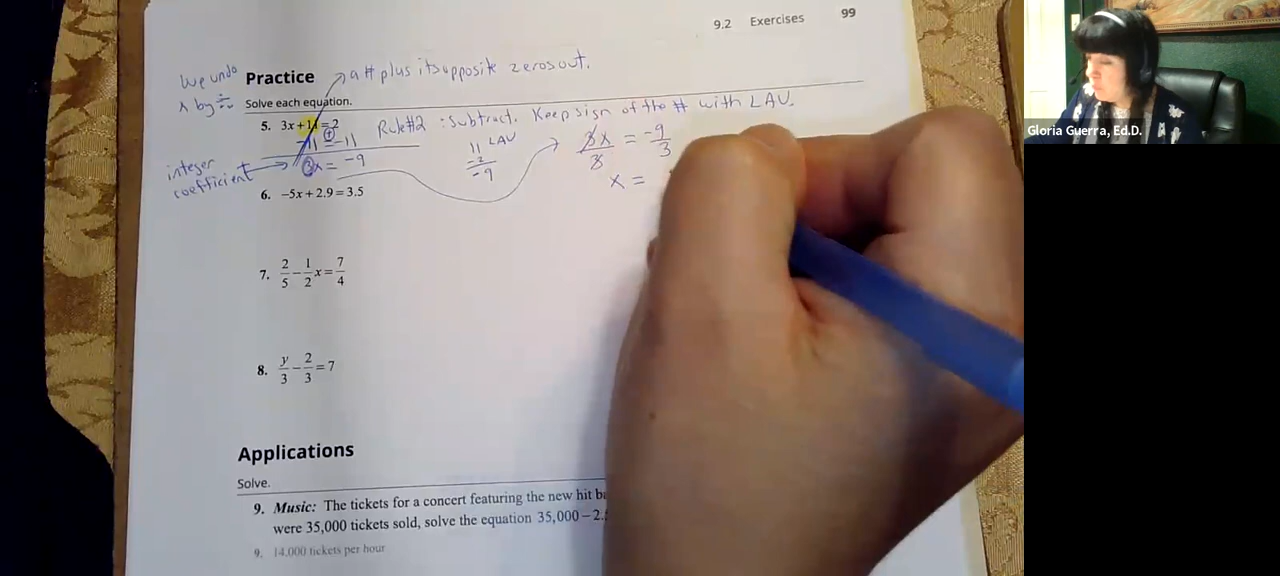 9.2 Exercises 99
We undo
x by ÷
Practice
a # plus its opposite zeros out.
Solve each equation.
Rule #2 : Subtract. Keep sign of the # with LAV.
5. 3x + 11 = 2
-11 -11
3x = -9
integer
coefficient
11 LAV
-2
-9
3x = -9
3 3
x =
6. −5x + 2.9 = 3.5
7. 2/5 − 1/2 x = 7/4
8. y/3 − 2/3 = 7
Applications
Solve.
9. Music: The tickets for a concert featuring the new hit
were 35,000 tickets sold, solve the equation 35,000 − 2.
9. 14,000 tickets per hour
Gloria Guerra, Ed.D.